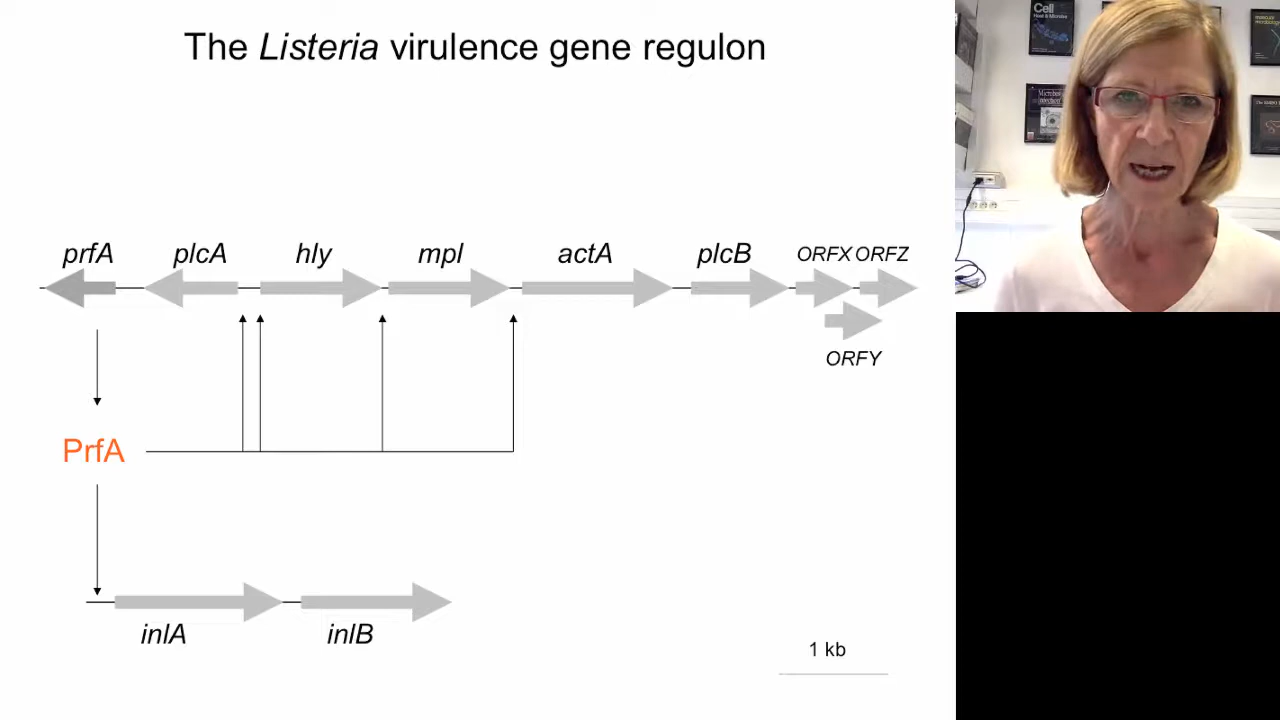 The Listeria virulence gene regulon
prfA plcA hly mpl actA plcB ORFX ORFZ
ORFY
PrfA
inlA inlB
1 kb
Cell